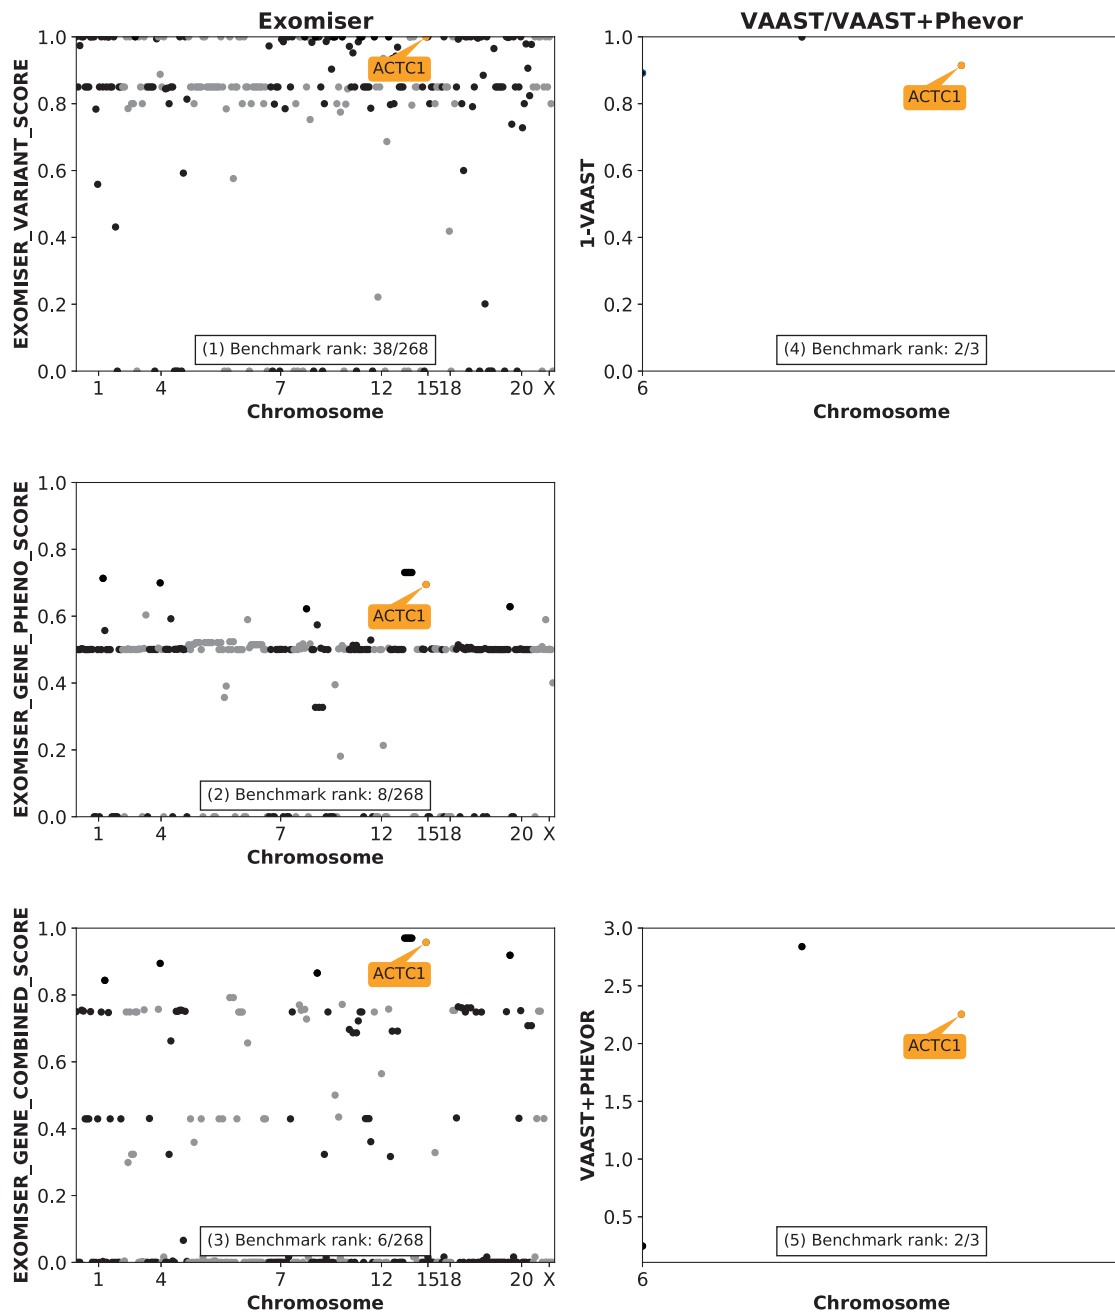 Exomiser
VAAST/VAAST+Phevor
EXOMISER_VARIANT_SCORE
1.0
0.8
0.6
0.4
0.2
0.0
ACTC1
(1) Benchmark rank: 38/268
1 4 7 12 15 18 20 X
Chromosome
1-VAAST
1.0
0.8
0.6
0.4
0.2
0.0
ACTC1
(4) Benchmark rank: 2/3
6
Chromosome
EXOMISER_GENE_PHENO_SCORE
1.0
0.8
0.6
0.4
0.2
0.0
ACTC1
(2) Benchmark rank: 8/268
1 4 7 12 15 18 20 X
Chromosome
EXOMISER_GENE_COMBINED_SCORE
1.0
0.8
0.6
0.4
0.2
0.0
ACTC1
(3) Benchmark rank: 6/268
1 4 7 12 15 18 20 X
Chromosome
VAAST+PHEVOR
3.0
2.5
2.0
1.5
1.0
0.5
ACTC1
(5) Benchmark rank: 2/3
6
Chromosome